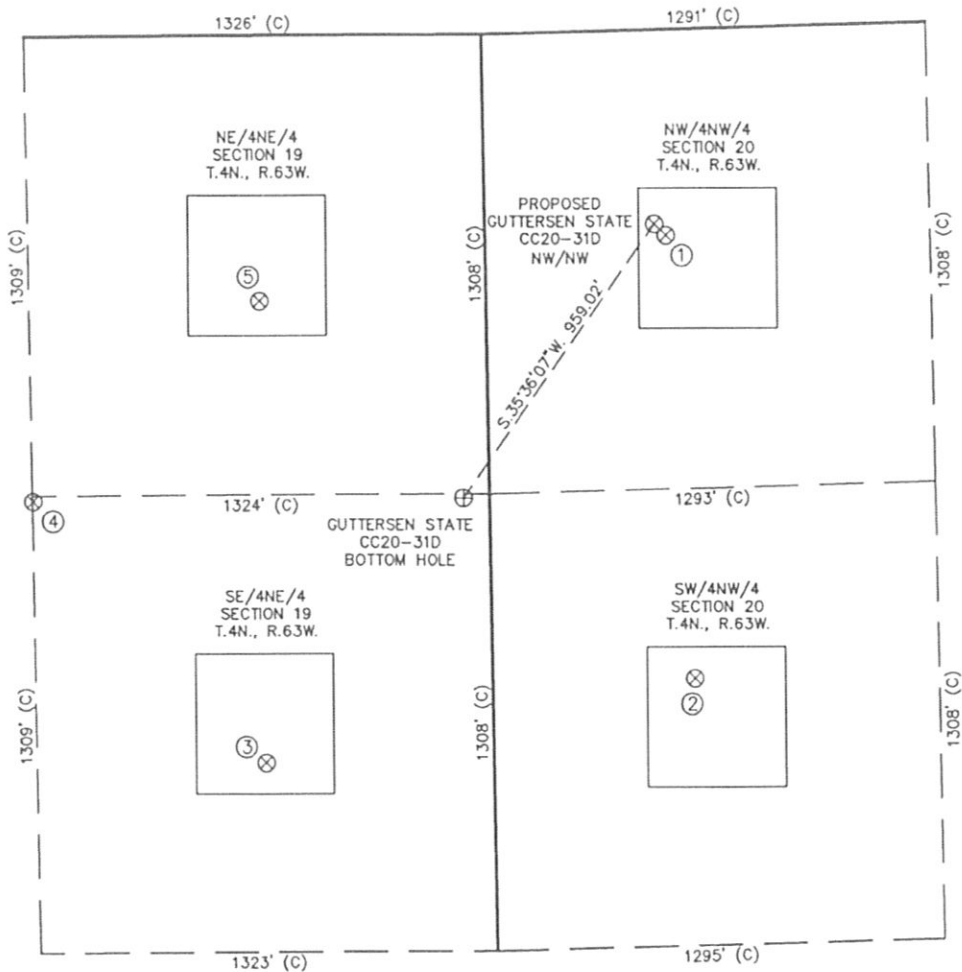 1326' (C)
1291' (C)
NE/4NE/4
SECTION 19
T.4N., R.63W.
NW/4NW/4
SECTION 20
T.4N., R.63W.
PROPOSED
GUTTERSEN STATE
CC20-31D
NW/NW
1309' (C)
1308' (C)
1308' (C)
1
5
S.35°36'07"W. 959.02'
4
1324' (C)
1293' (C)
GUTTERSEN STATE
CC20-31D
BOTTOM HOLE
SE/4NE/4
SECTION 19
T.4N., R.63W.
SW/4NW/4
SECTION 20
T.4N., R.63W.
1309' (C)
1308' (C)
1308' (C)
2
3
1323' (C)
1295' (C)